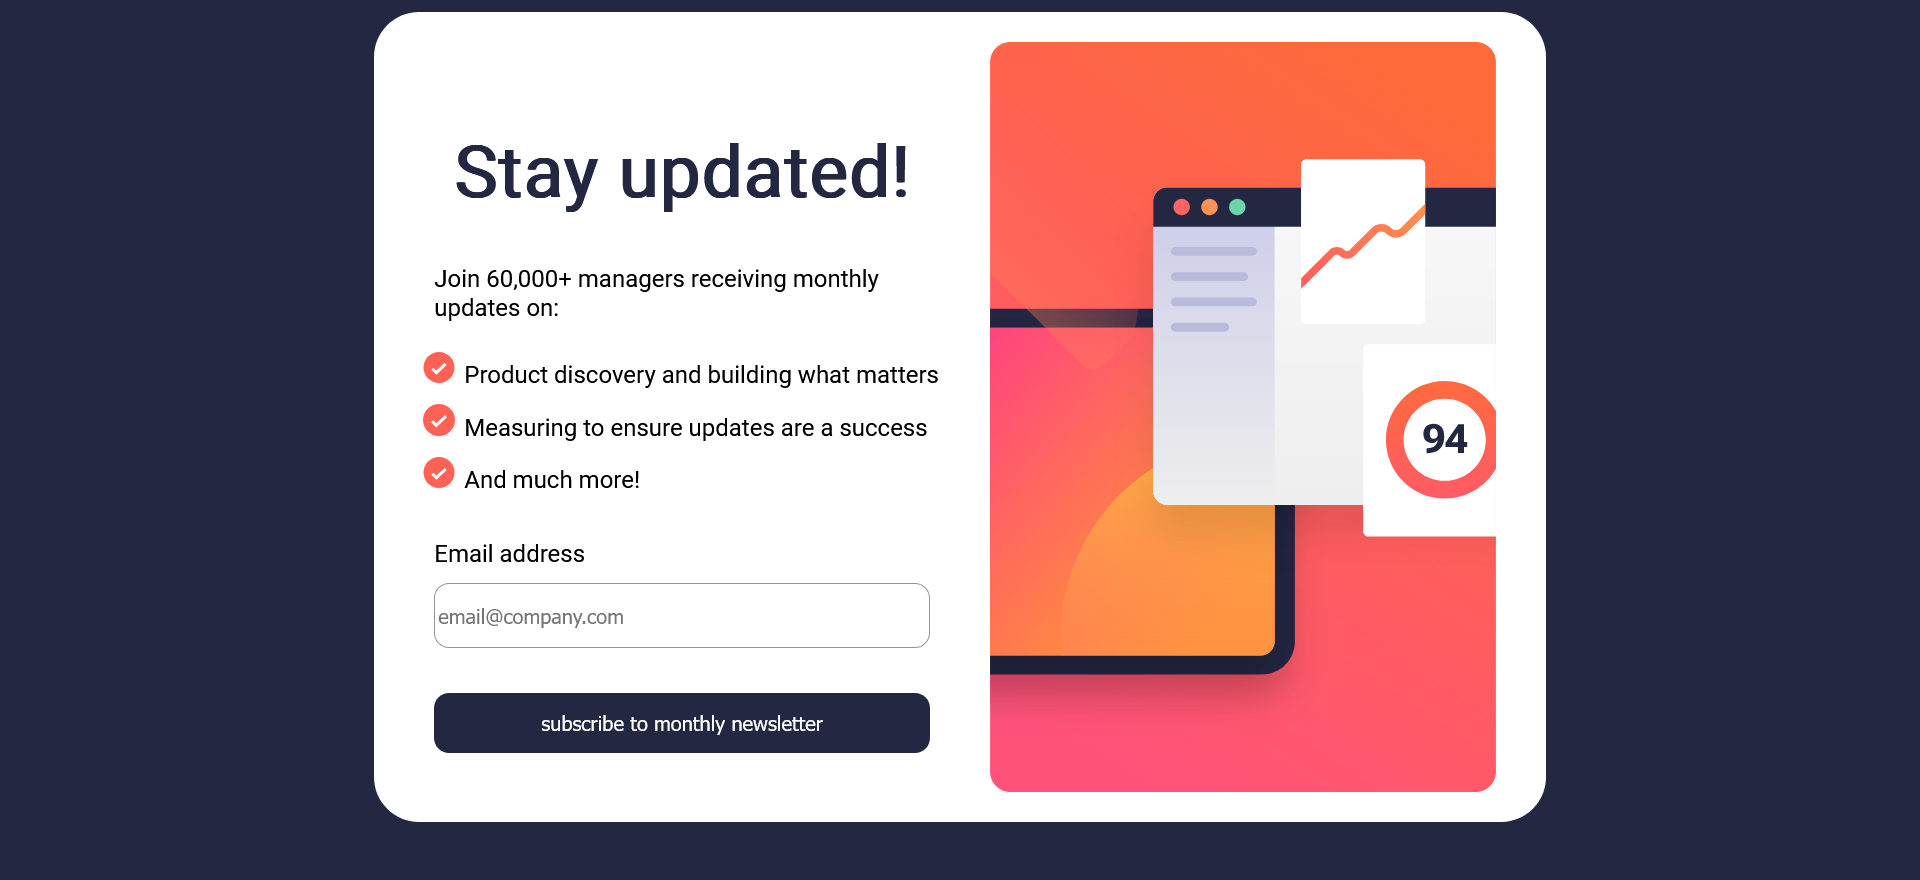 Stay updated!
Join 60,000+ managers receiving monthly
updates on:
Product discovery and building what matters
Measuring to ensure updates are a success
And much more!
Email address
email@company.com
subscribe to monthly newsletter
94